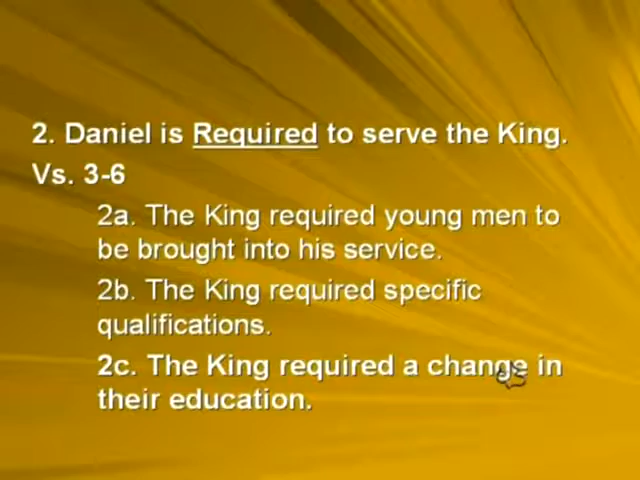 2. Daniel is Required to serve the King.
Vs. 3-6
2a. The King required young men to
be brought into his service.
2b. The King required specific
qualifications.
2c. The King required a change in
their education.